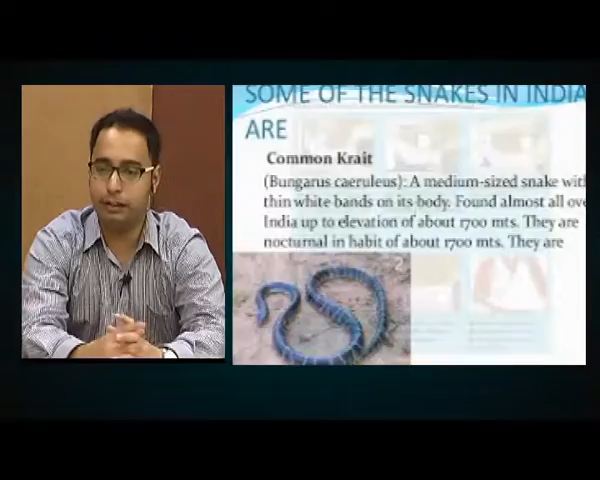 SOME OF THE SNAKES IN INDIA
ARE
Common Krait
(Bungarus caeruleus): A medium-sized snake with
thin white bands on its body. Found almost all ove
India up to elevation of about 1700 mts. They are
nocturnal in habit of about 1700 mts. They are